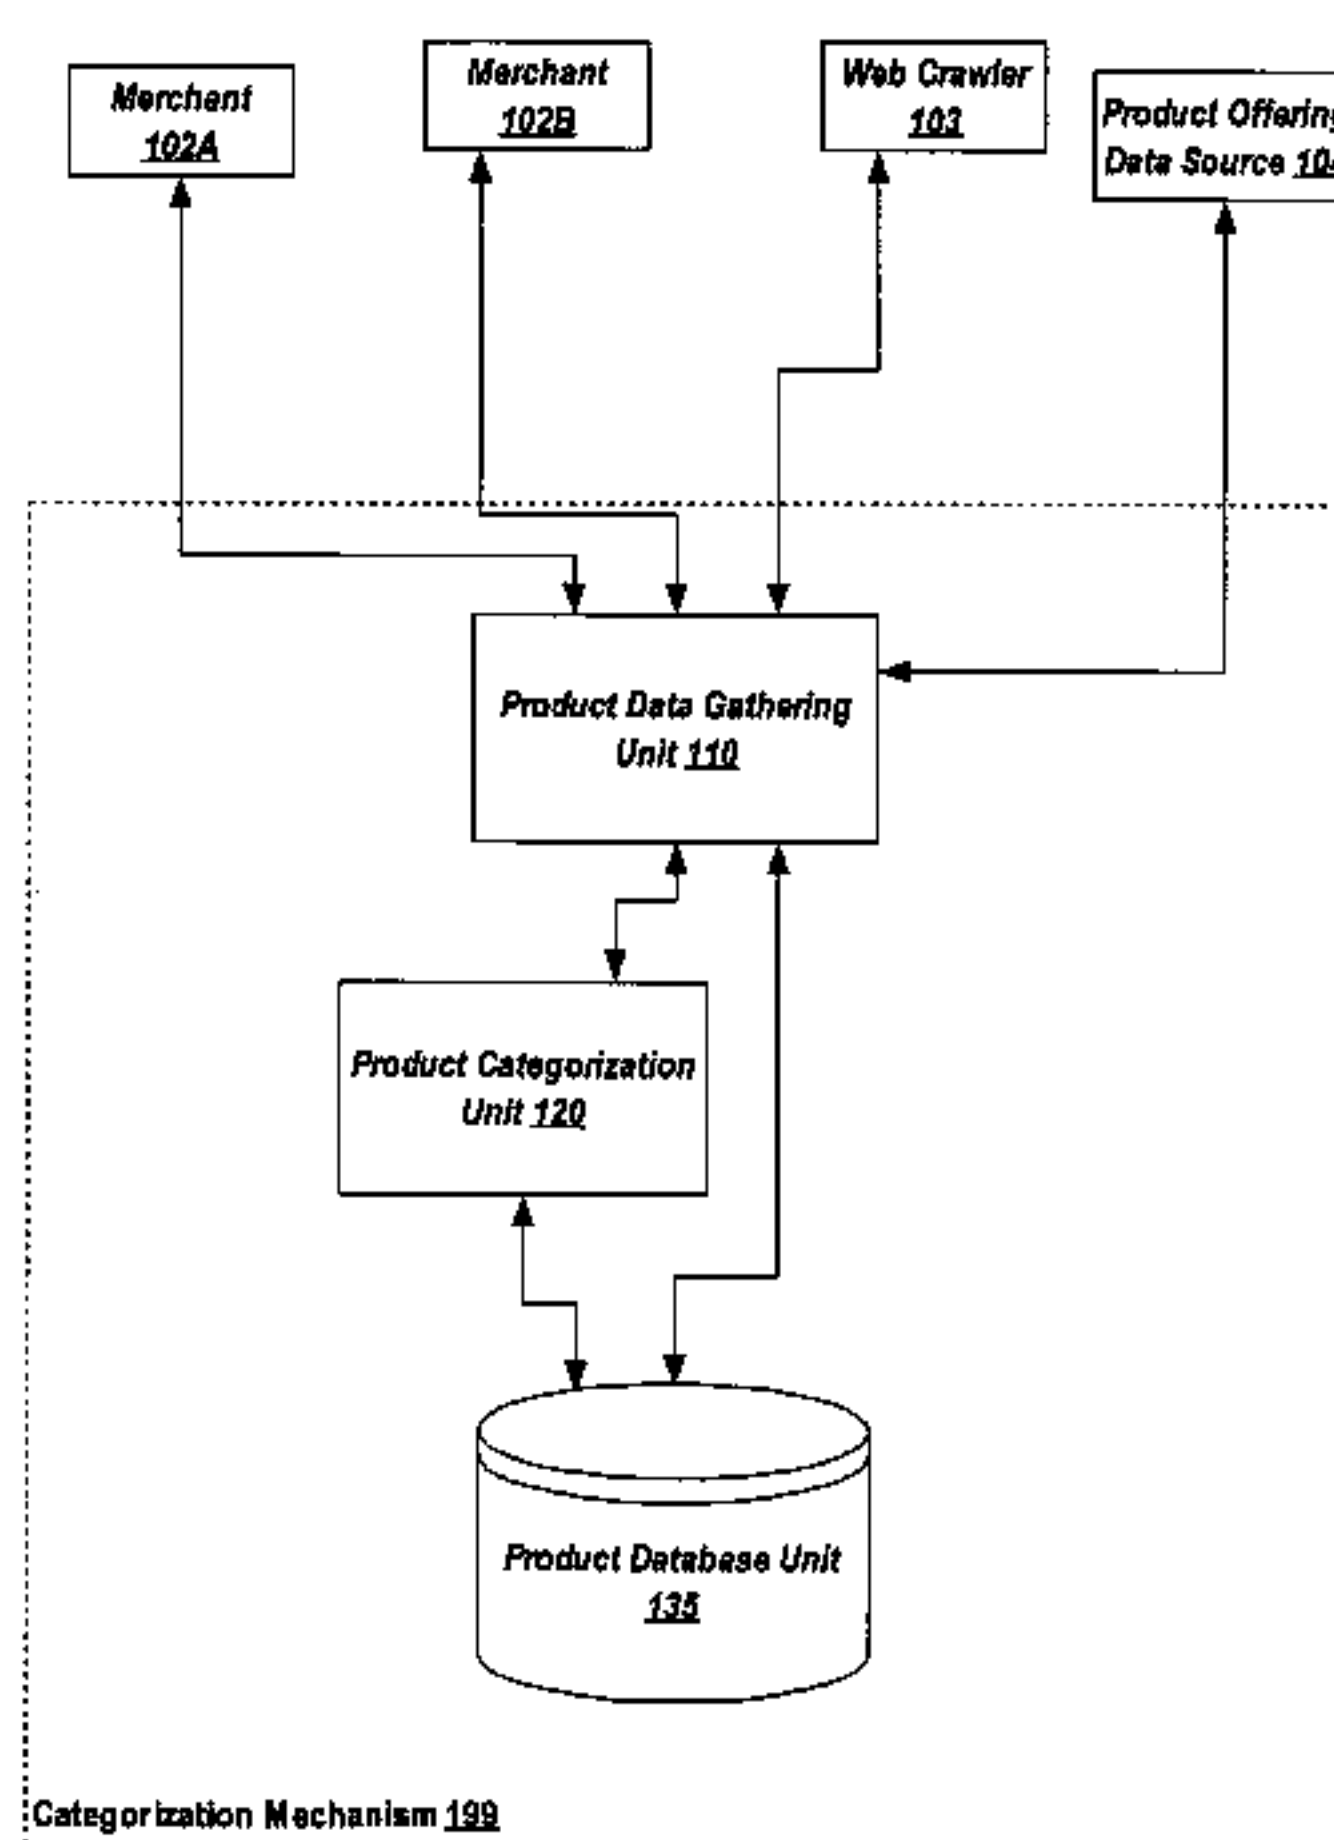 Merchant
102A
Merchant
102B
Web Crawler
103
Product Offering
Data Source
Product Data Gathering
Unit 110
Product Categorization
Unit 120
Product Database Unit
135
Categorization Mechanism 199